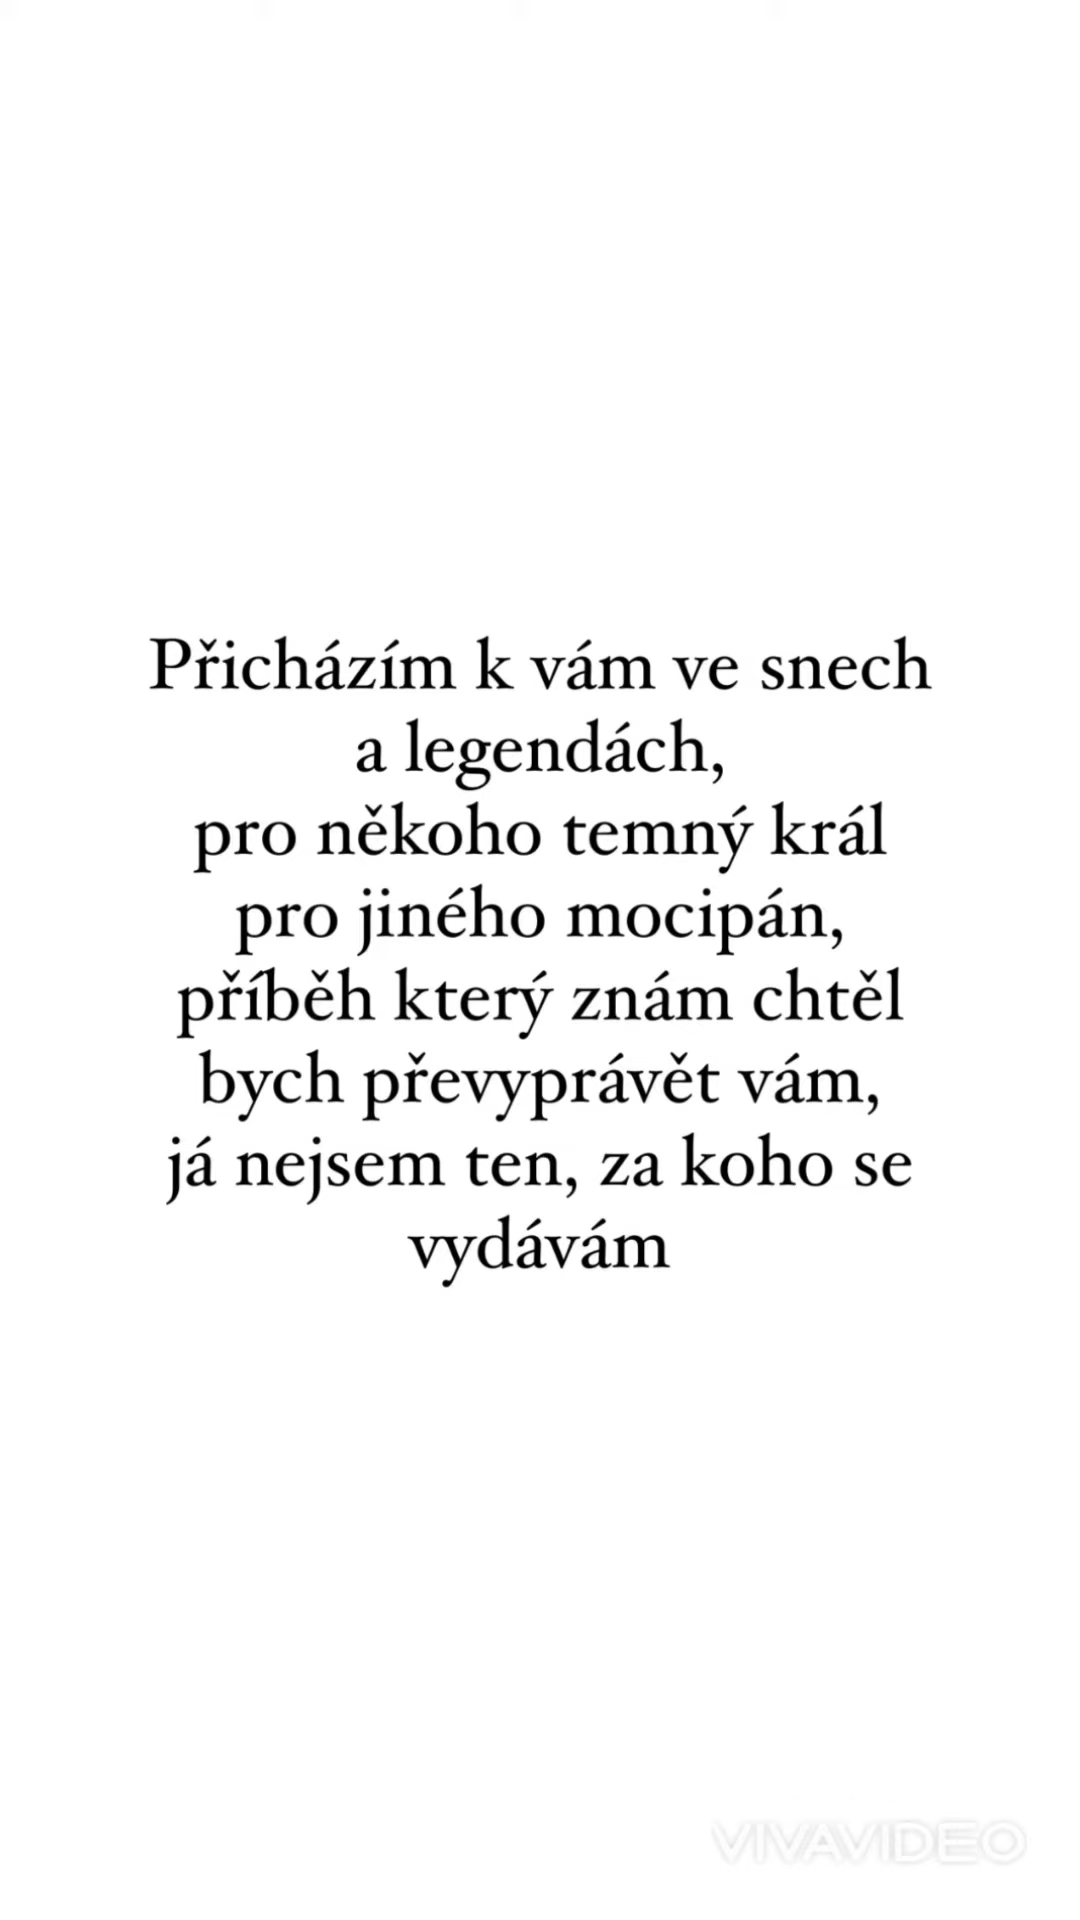 Přicházím k vám ve snech
a legendách,
pro někoho temný král
pro jiného mocipán,
příběh který znám chtěl
bych převyprávět vám,
já nejsem ten, za koho se
vydávám
VIVAVIDEO